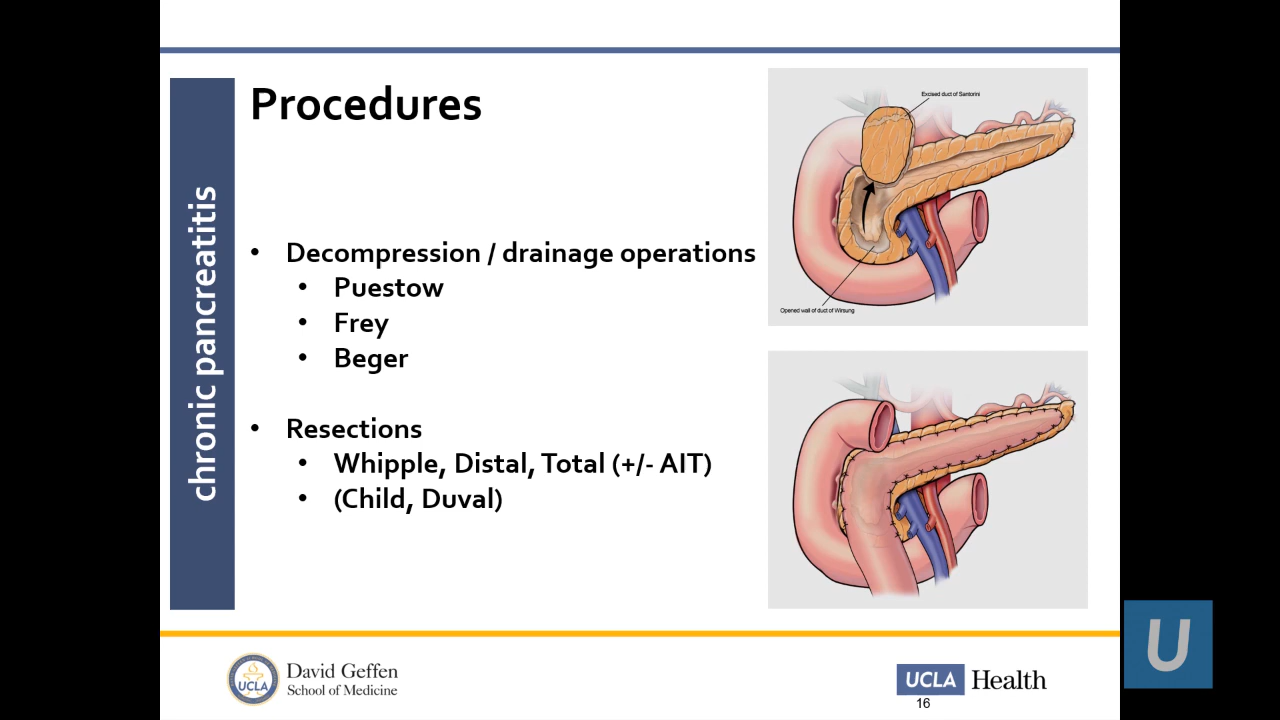 chronic pancreatitis
Procedures
• Decompression / drainage operations
• Puestow
• Frey
• Beger
• Resections
• Whipple, Distal, Total (+/- AIT)
• (Child, Duval)
Excised duct of Santorini
Opened wall of duct of Wirsung
UCLA
David Geffen
School of Medicine
UCLA Health
16
U